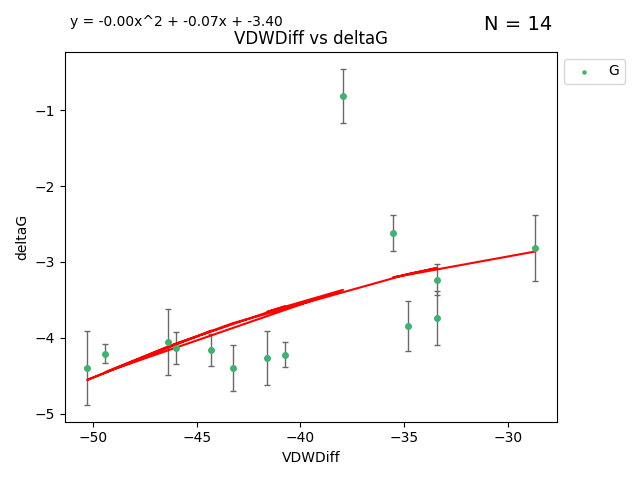 y = -0.00x^2 + -0.07x + -3.40
N = 14
VDWDiff vs deltaG
G
deltaG
−1
−2
−3
−4
−5
−50
−45
−40
−35
−30
VDWDiff